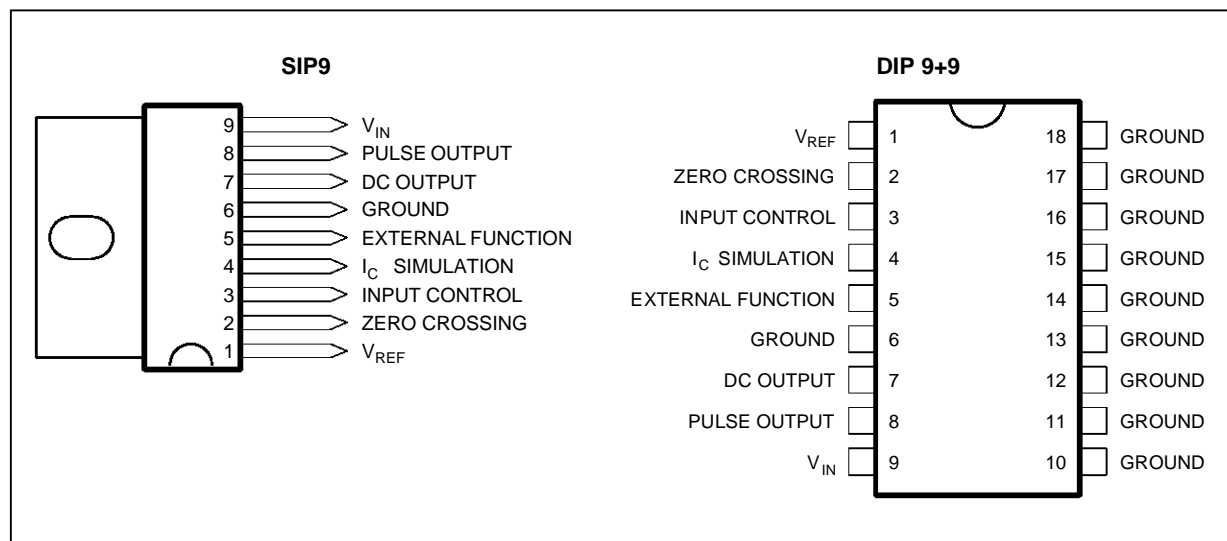 SIP9
9 V_IN
8 PULSE OUTPUT
7 DC OUTPUT
6 GROUND
5 EXTERNAL FUNCTION
4 I_C SIMULATION
3 INPUT CONTROL
2 ZERO CROSSING
1 V_REF
DIP 9+9
V_REF 1 18 GROUND
ZERO CROSSING 2 17 GROUND
INPUT CONTROL 3 16 GROUND
I_C SIMULATION 4 15 GROUND
EXTERNAL FUNCTION 5 14 GROUND
GROUND 6 13 GROUND
DC OUTPUT 7 12 GROUND
PULSE OUTPUT 8 11 GROUND
V_IN 9 10 GROUND